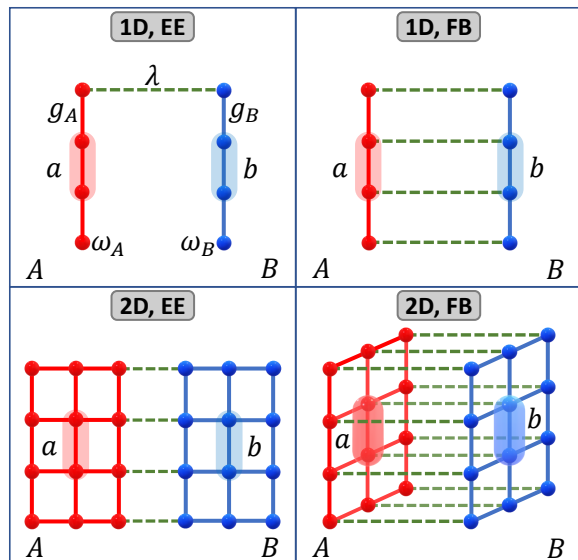 1D, EE
λ
g_A g_B
a b
ω_A ω_B
A B
1D, FB
a b
A B
2D, EE
a b
A B
2D, FB
a b
A B